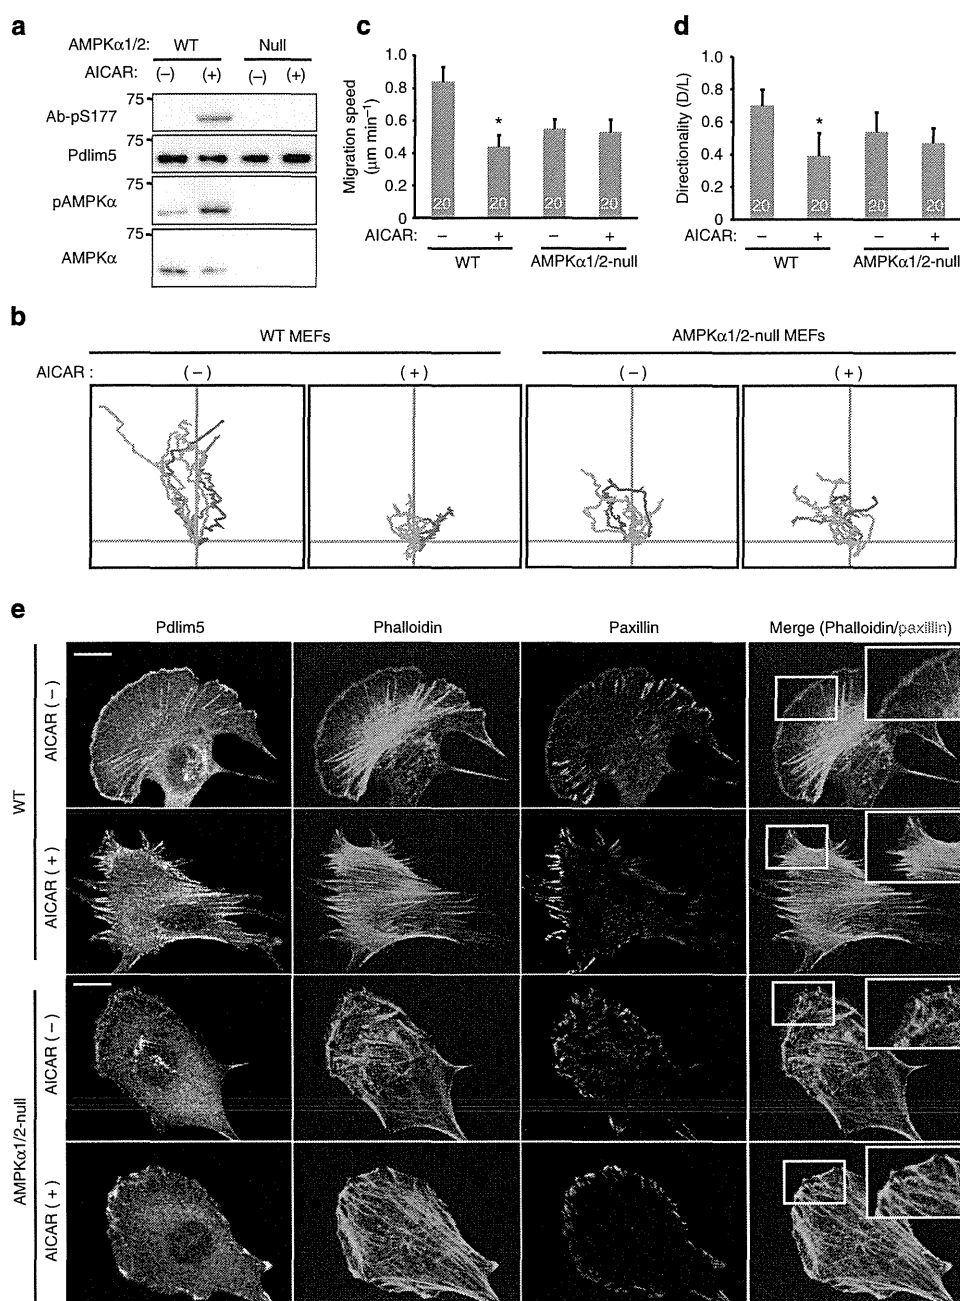 a
AMPKα1/2: WT Null
AICAR: (–) (+) (–) (+)
75
Ab-pS177
75
Pdlim5
75
pAMPKα
75
AMPKα
c
Migration speed
(μm min⁻¹)
1.0
0.8
0.6
0.4
0.2
0
*
20 20 20 20
AICAR: – + – +
WT AMPKα1/2-null
d
Directionality (D/L)
1.0
0.8
0.6
0.4
0.2
0
*
20 20 20 20
AICAR: – + – +
WT AMPKα1/2-null
b
WT MEFs AMPKα1/2-null MEFs
AICAR : (–) (+) (–) (+)
e
Pdlim5 Phalloidin Paxillin Merge (Phalloidin/paxillin)
WT
AICAR (–)
AICAR (+)
AMPKα1/2-null
AICAR (–)
AICAR (+)